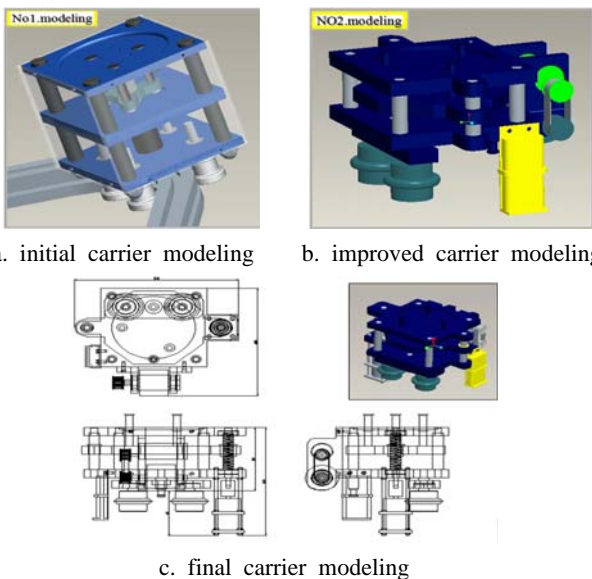 No1.modeling
NO2.modeling
a. initial carrier modeling
b. improved carrier modeling
c. final carrier modeling